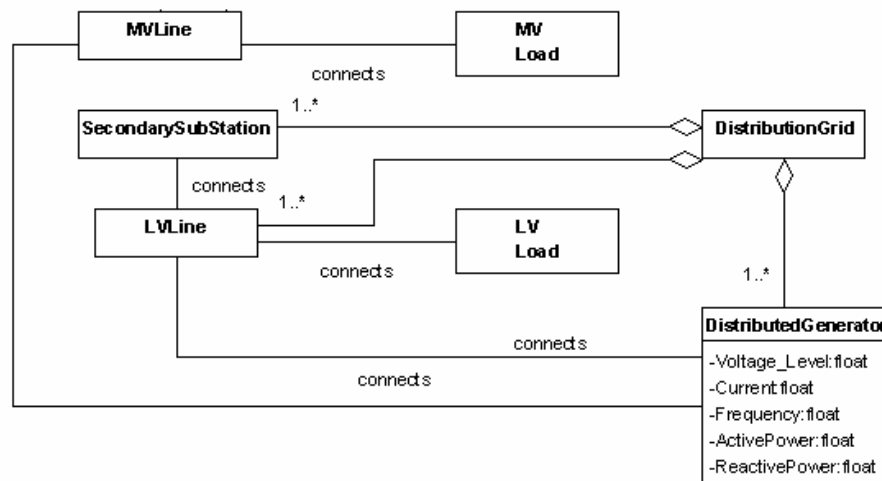 MVLine
MV
Load
connects
1..*
SecondarySubStation
DistributionGrid
connects
1..*
LVLine
LV
Load
connects
1..*
DistributedGenerator
connects
-Voltage_Level:float
connects
-Current:float
-Frequency:float
-ActivePower:float
-ReactivePower:float